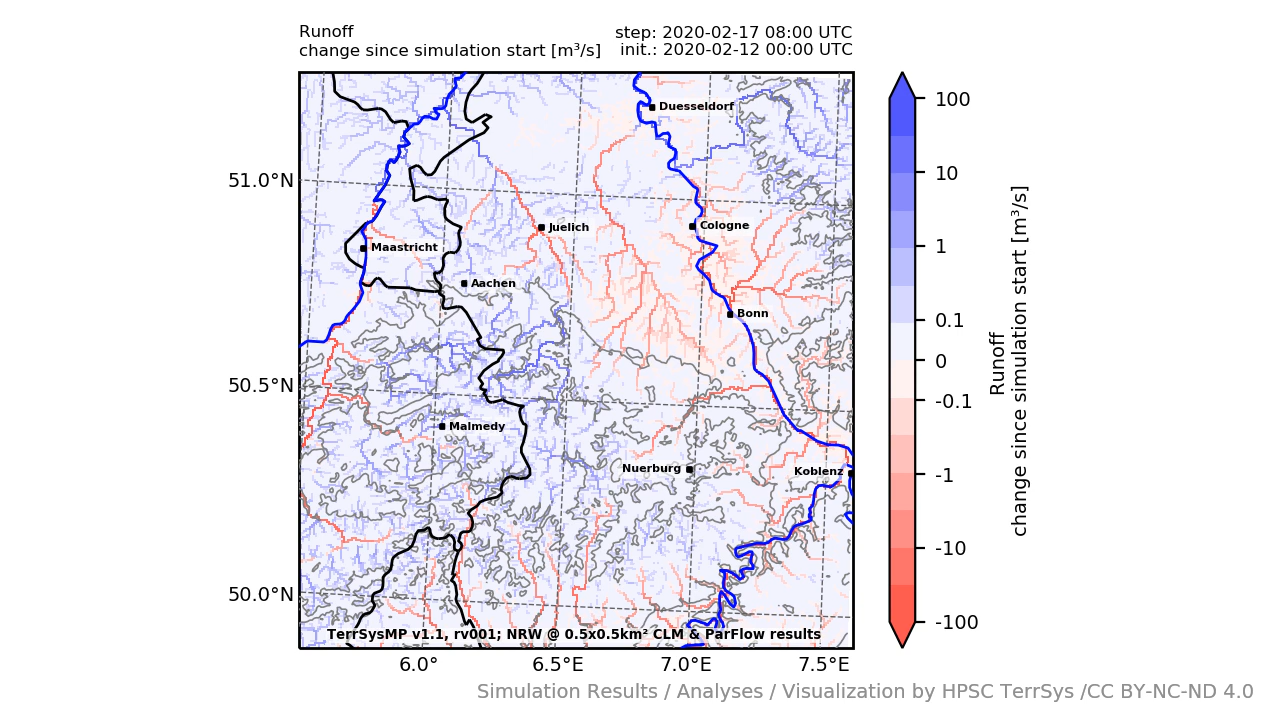 Runoff
change since simulation start [m³/s]
step: 2020-02-17 08:00 UTC
init.: 2020-02-12 00:00 UTC
Duesseldorf
Juelich
Cologne
Maastricht
Aachen
Bonn
Malmedy
Nuerburg
Koblenz
51.0°N
50.5°N
50.0°N
TerrSysMP v1.1, rv001; NRW @ 0.5x0.5km² CLM & ParFlow results
6.0°
6.5°E
7.0°E
7.5°E
100
10
1
0.1
0
-0.1
-1
-10
-100
Runoff
change since simulation start [m³/s]
Simulation Results / Analyses / Visualization by HPSC TerrSys /CC BY-NC-ND 4.0